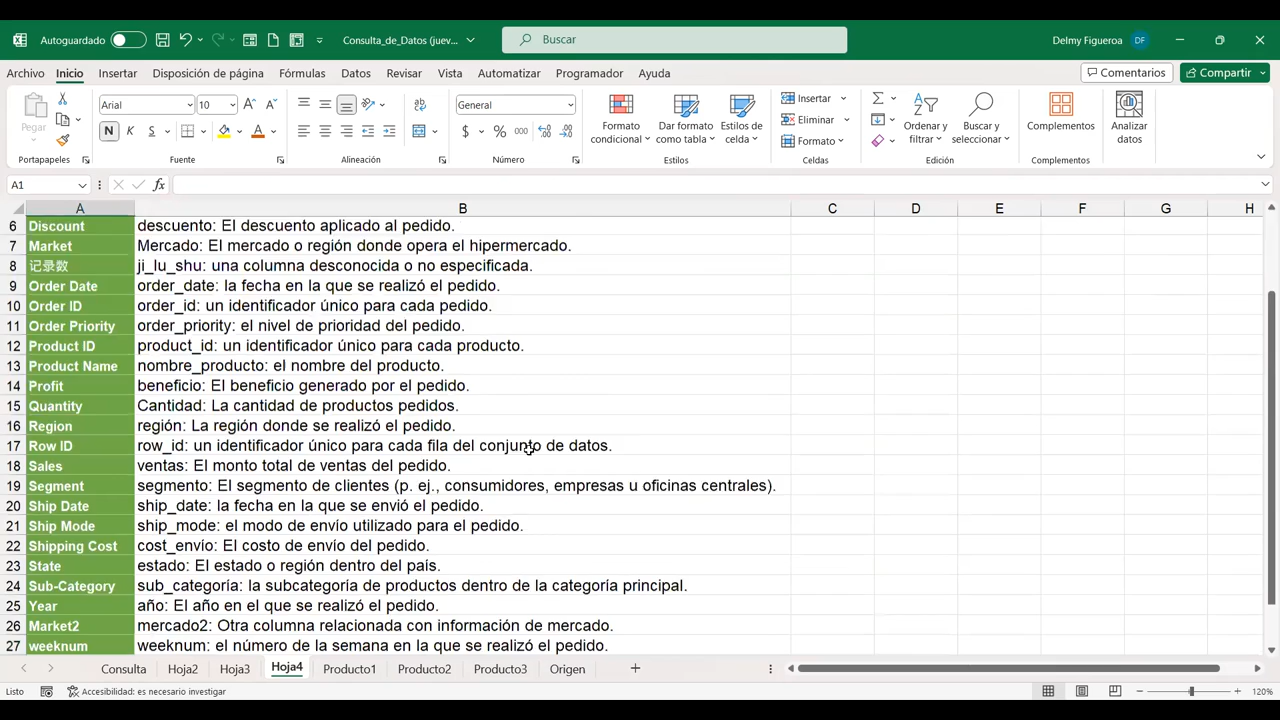 Autoguardado
Consulta_de_Datos (juev...
Buscar
Delmy Figueroa
DF
Archivo Inicio Insertar Disposición de página Fórmulas Datos Revisar Vista Automatizar Programador Ayuda
Comentarios
Compartir
Pegar
Portapapeles
Arial
10
N K S
Fuente
Alineación
General
$ % 000
Número
Formato condicional
Dar formato como tabla
Estilos de celda
Estilos
Insertar
Eliminar
Formato
Celdas
Ordenar y filtrar
Buscar y seleccionar
Edición
Complementos
Complementos
Analizar datos
A1
fx
A B C D E F G H
6 Discount descuento: El descuento aplicado al pedido.
7 Market Mercado: El mercado o región donde opera el hipermercado.
8 记录数 ji_lu_shu: una columna desconocida o no especificada.
9 Order Date order_date: la fecha en la que se realizó el pedido.
10 Order ID order_id: un identificador único para cada pedido.
11 Order Priority order_priority: el nivel de prioridad del pedido.
12 Product ID product_id: un identificador único para cada producto.
13 Product Name nombre_producto: el nombre del producto.
14 Profit beneficio: El beneficio generado por el pedido.
15 Quantity Cantidad: La cantidad de productos pedidos.
16 Region región: La región donde se realizó el pedido.
17 Row ID row_id: un identificador único para cada fila del conjunto de datos.
18 Sales ventas: El monto total de ventas del pedido.
19 Segment segmento: El segmento de clientes (p. ej., consumidores, empresas u oficinas centrales).
20 Ship Date ship_date: la fecha en la que se envió el pedido.
21 Ship Mode ship_mode: el modo de envío utilizado para el pedido.
22 Shipping Cost cost_envío: El costo de envío del pedido.
23 State estado: El estado o región dentro del país.
24 Sub-Category sub_categoría: la subcategoría de productos dentro de la categoría principal.
25 Year año: El año en el que se realizó el pedido.
26 Market2 mercado2: Otra columna relacionada con información de mercado.
27 weeknum weeknum: el número de la semana en la que se realizó el pedido.
Consulta Hoja2 Hoja3 Hoja4 Producto1 Producto2 Producto3 Origen
Listo
Accesibilidad: es necesario investigar
120%